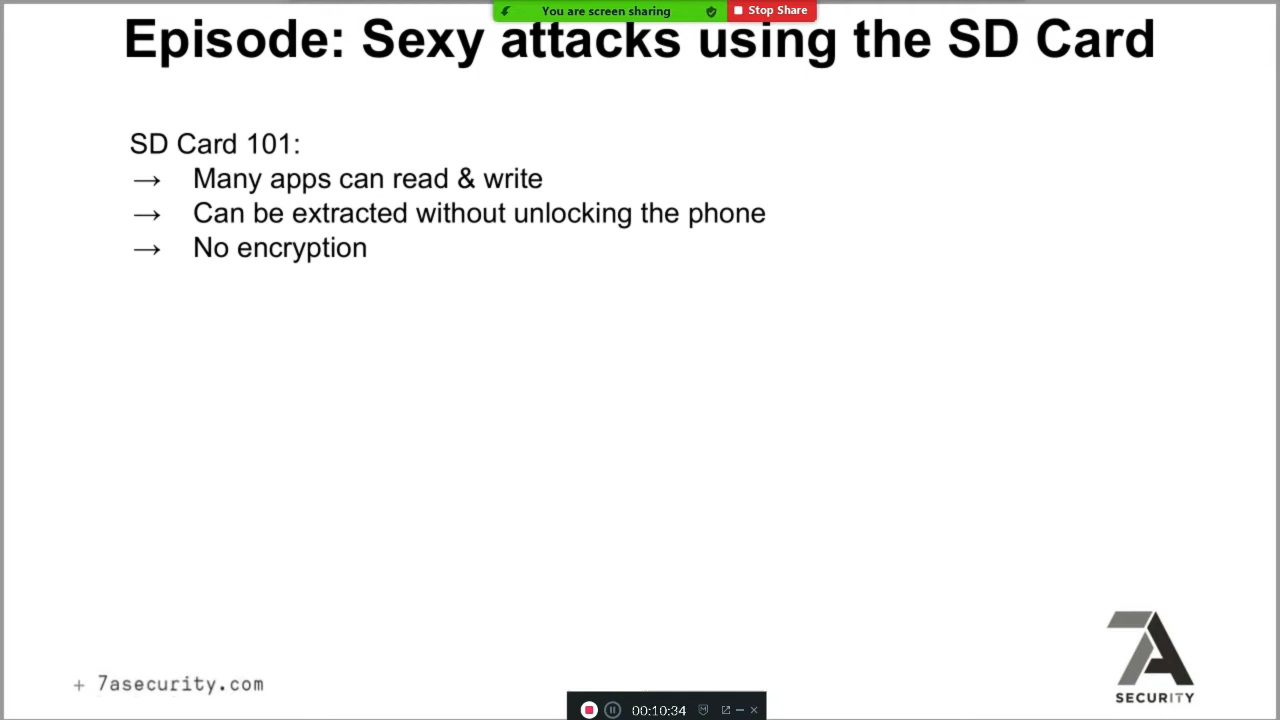 You are screen sharing
Stop Share
Episode: Sexy attacks using the SD Card
SD Card 101:
→ Many apps can read & write
→ Can be extracted without unlocking the phone
→ No encryption
7A
SECURITY
+ 7asecurity.com
00:10:34